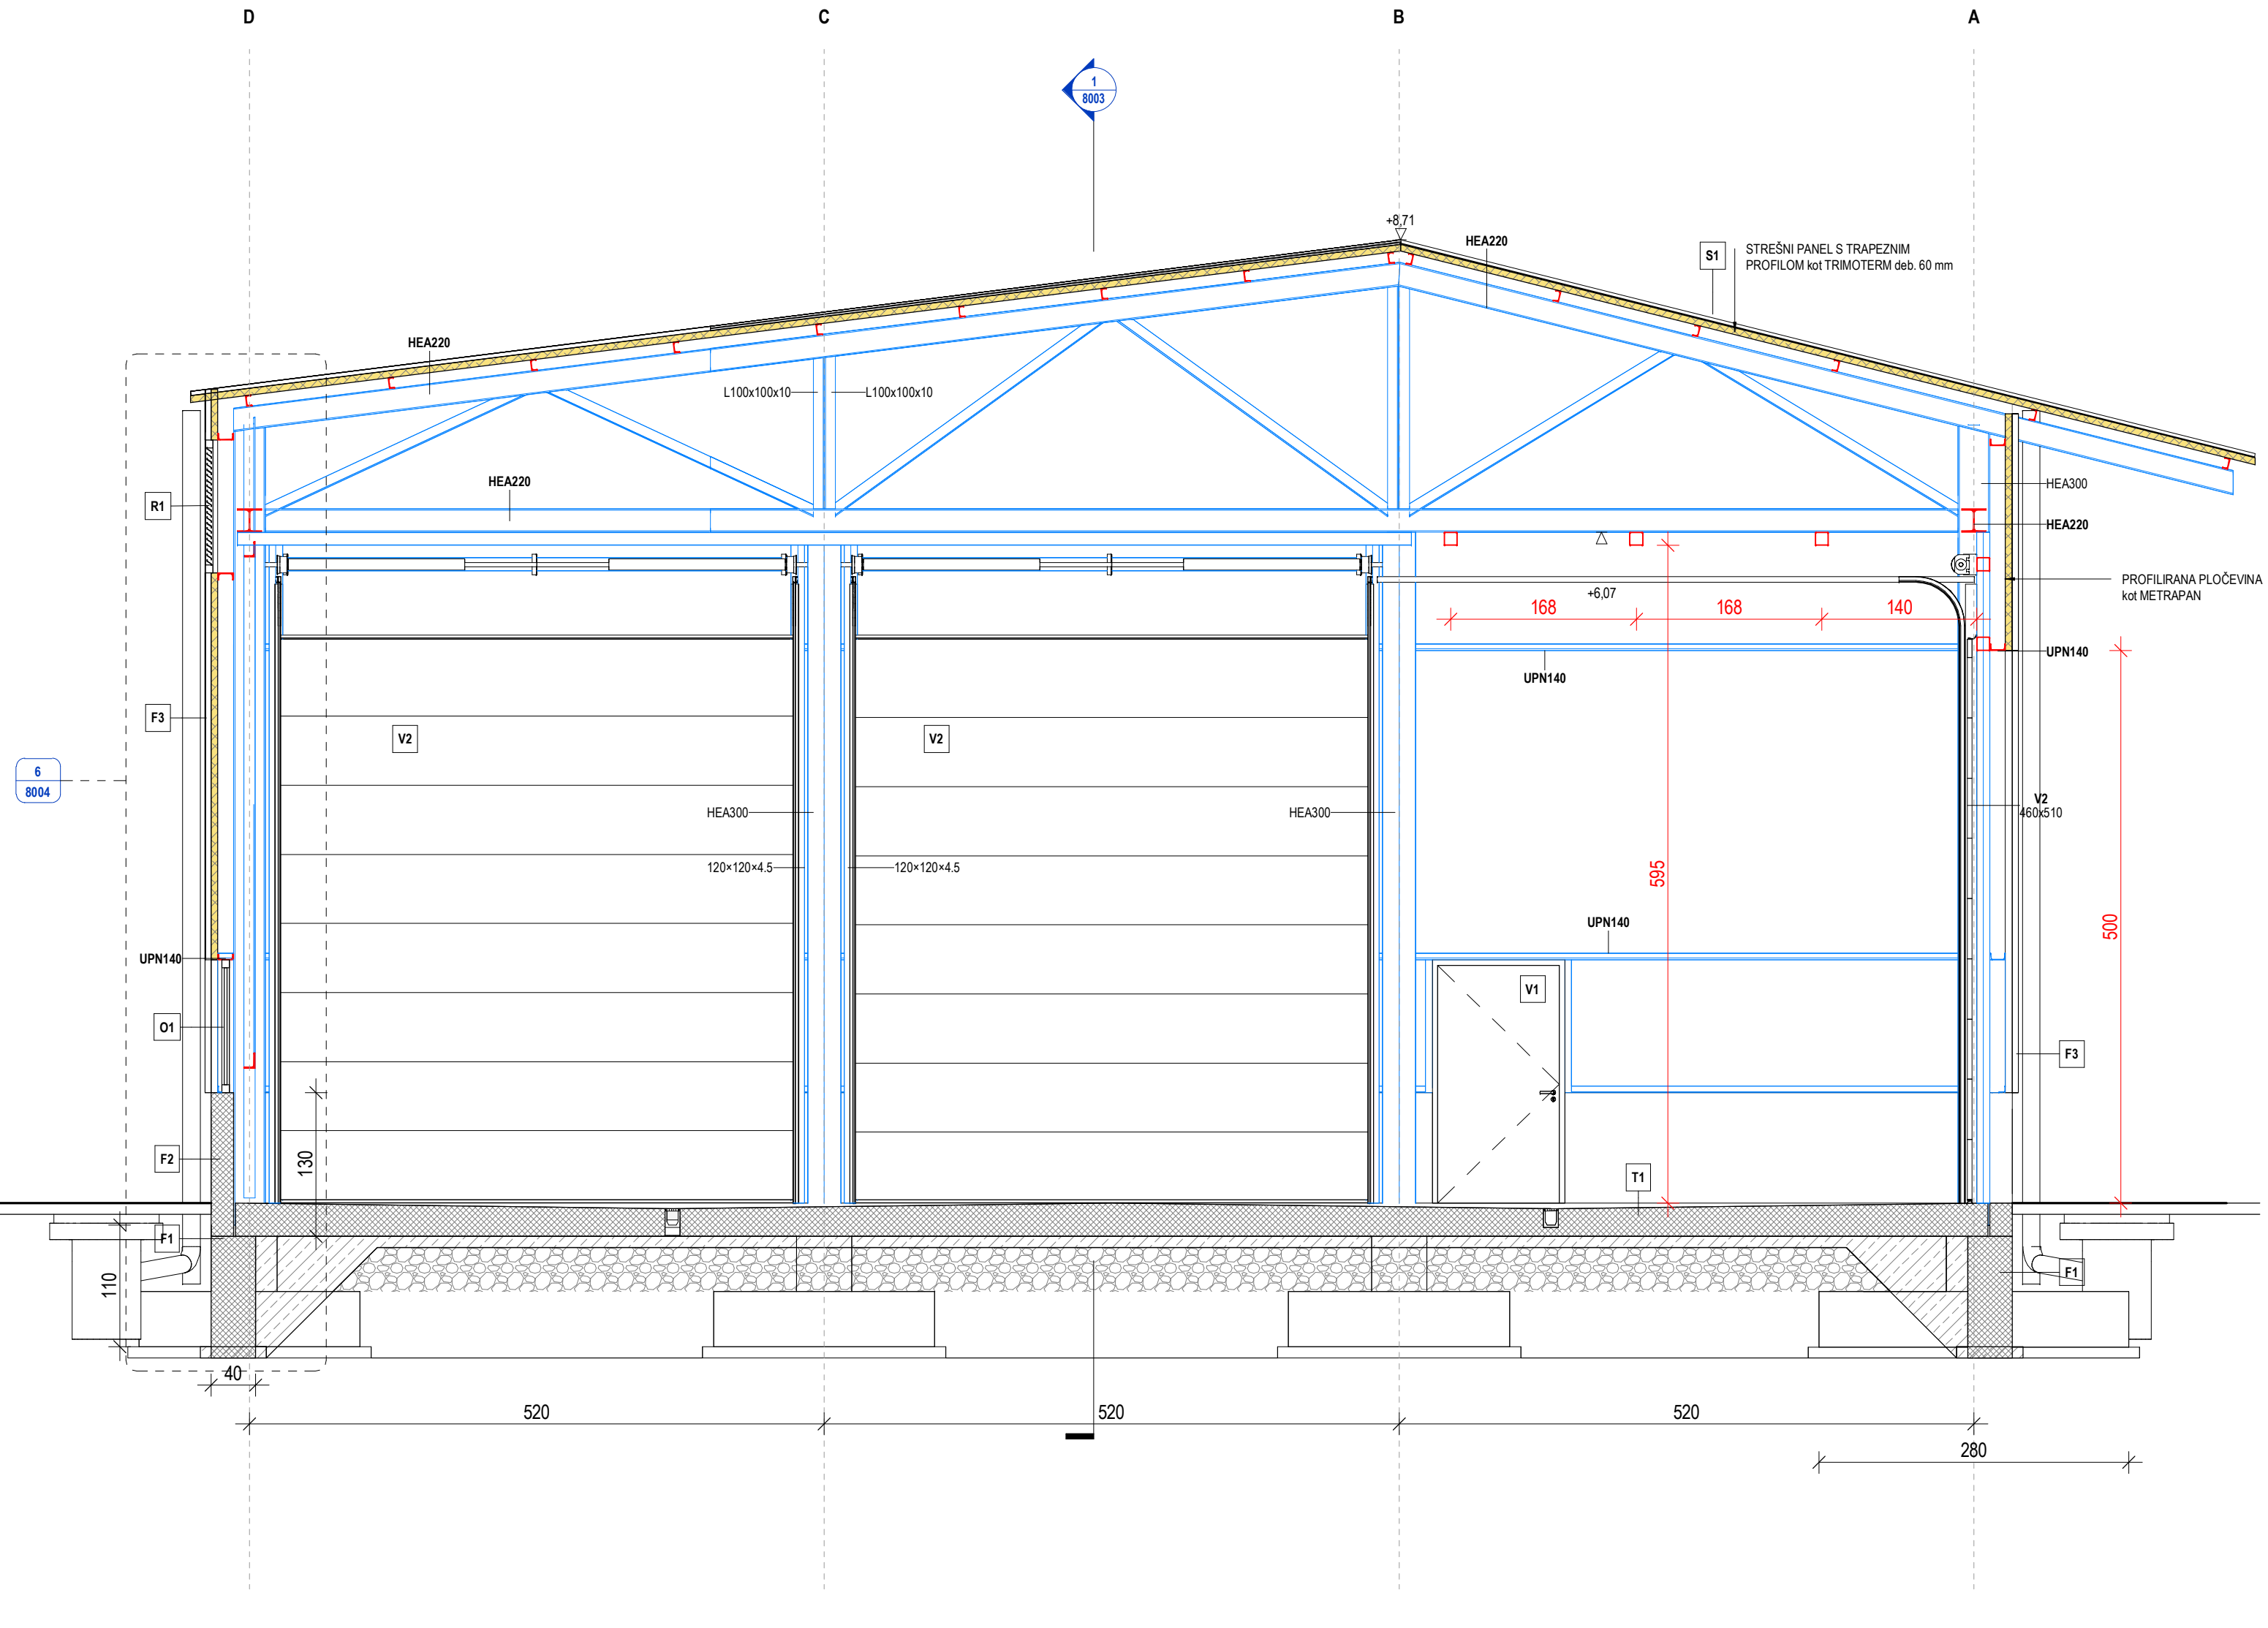 D
C
B
A
1
8003
+8,71
HEA220
S1
STREŠNI PANEL S TRAPEZNIM
PROFILOM kot TRIMOTERM deb. 60 mm
HEA220
L100x100x10
L100x100x10
HEA220
HEA300
R1
HEA220
PROFILIRANA PLOČEVINA
kot METRAPAN
+6,07
168
168
140
UPN140
UPN140
F3
V2
V2
6
8004
HEA300
HEA300
V2
460x510
120×120×4.5
120×120×4.5
595
500
UPN140
UPN140
V1
O1
F3
F2
130
T1
F1
F1
110
40
520
520
520
280